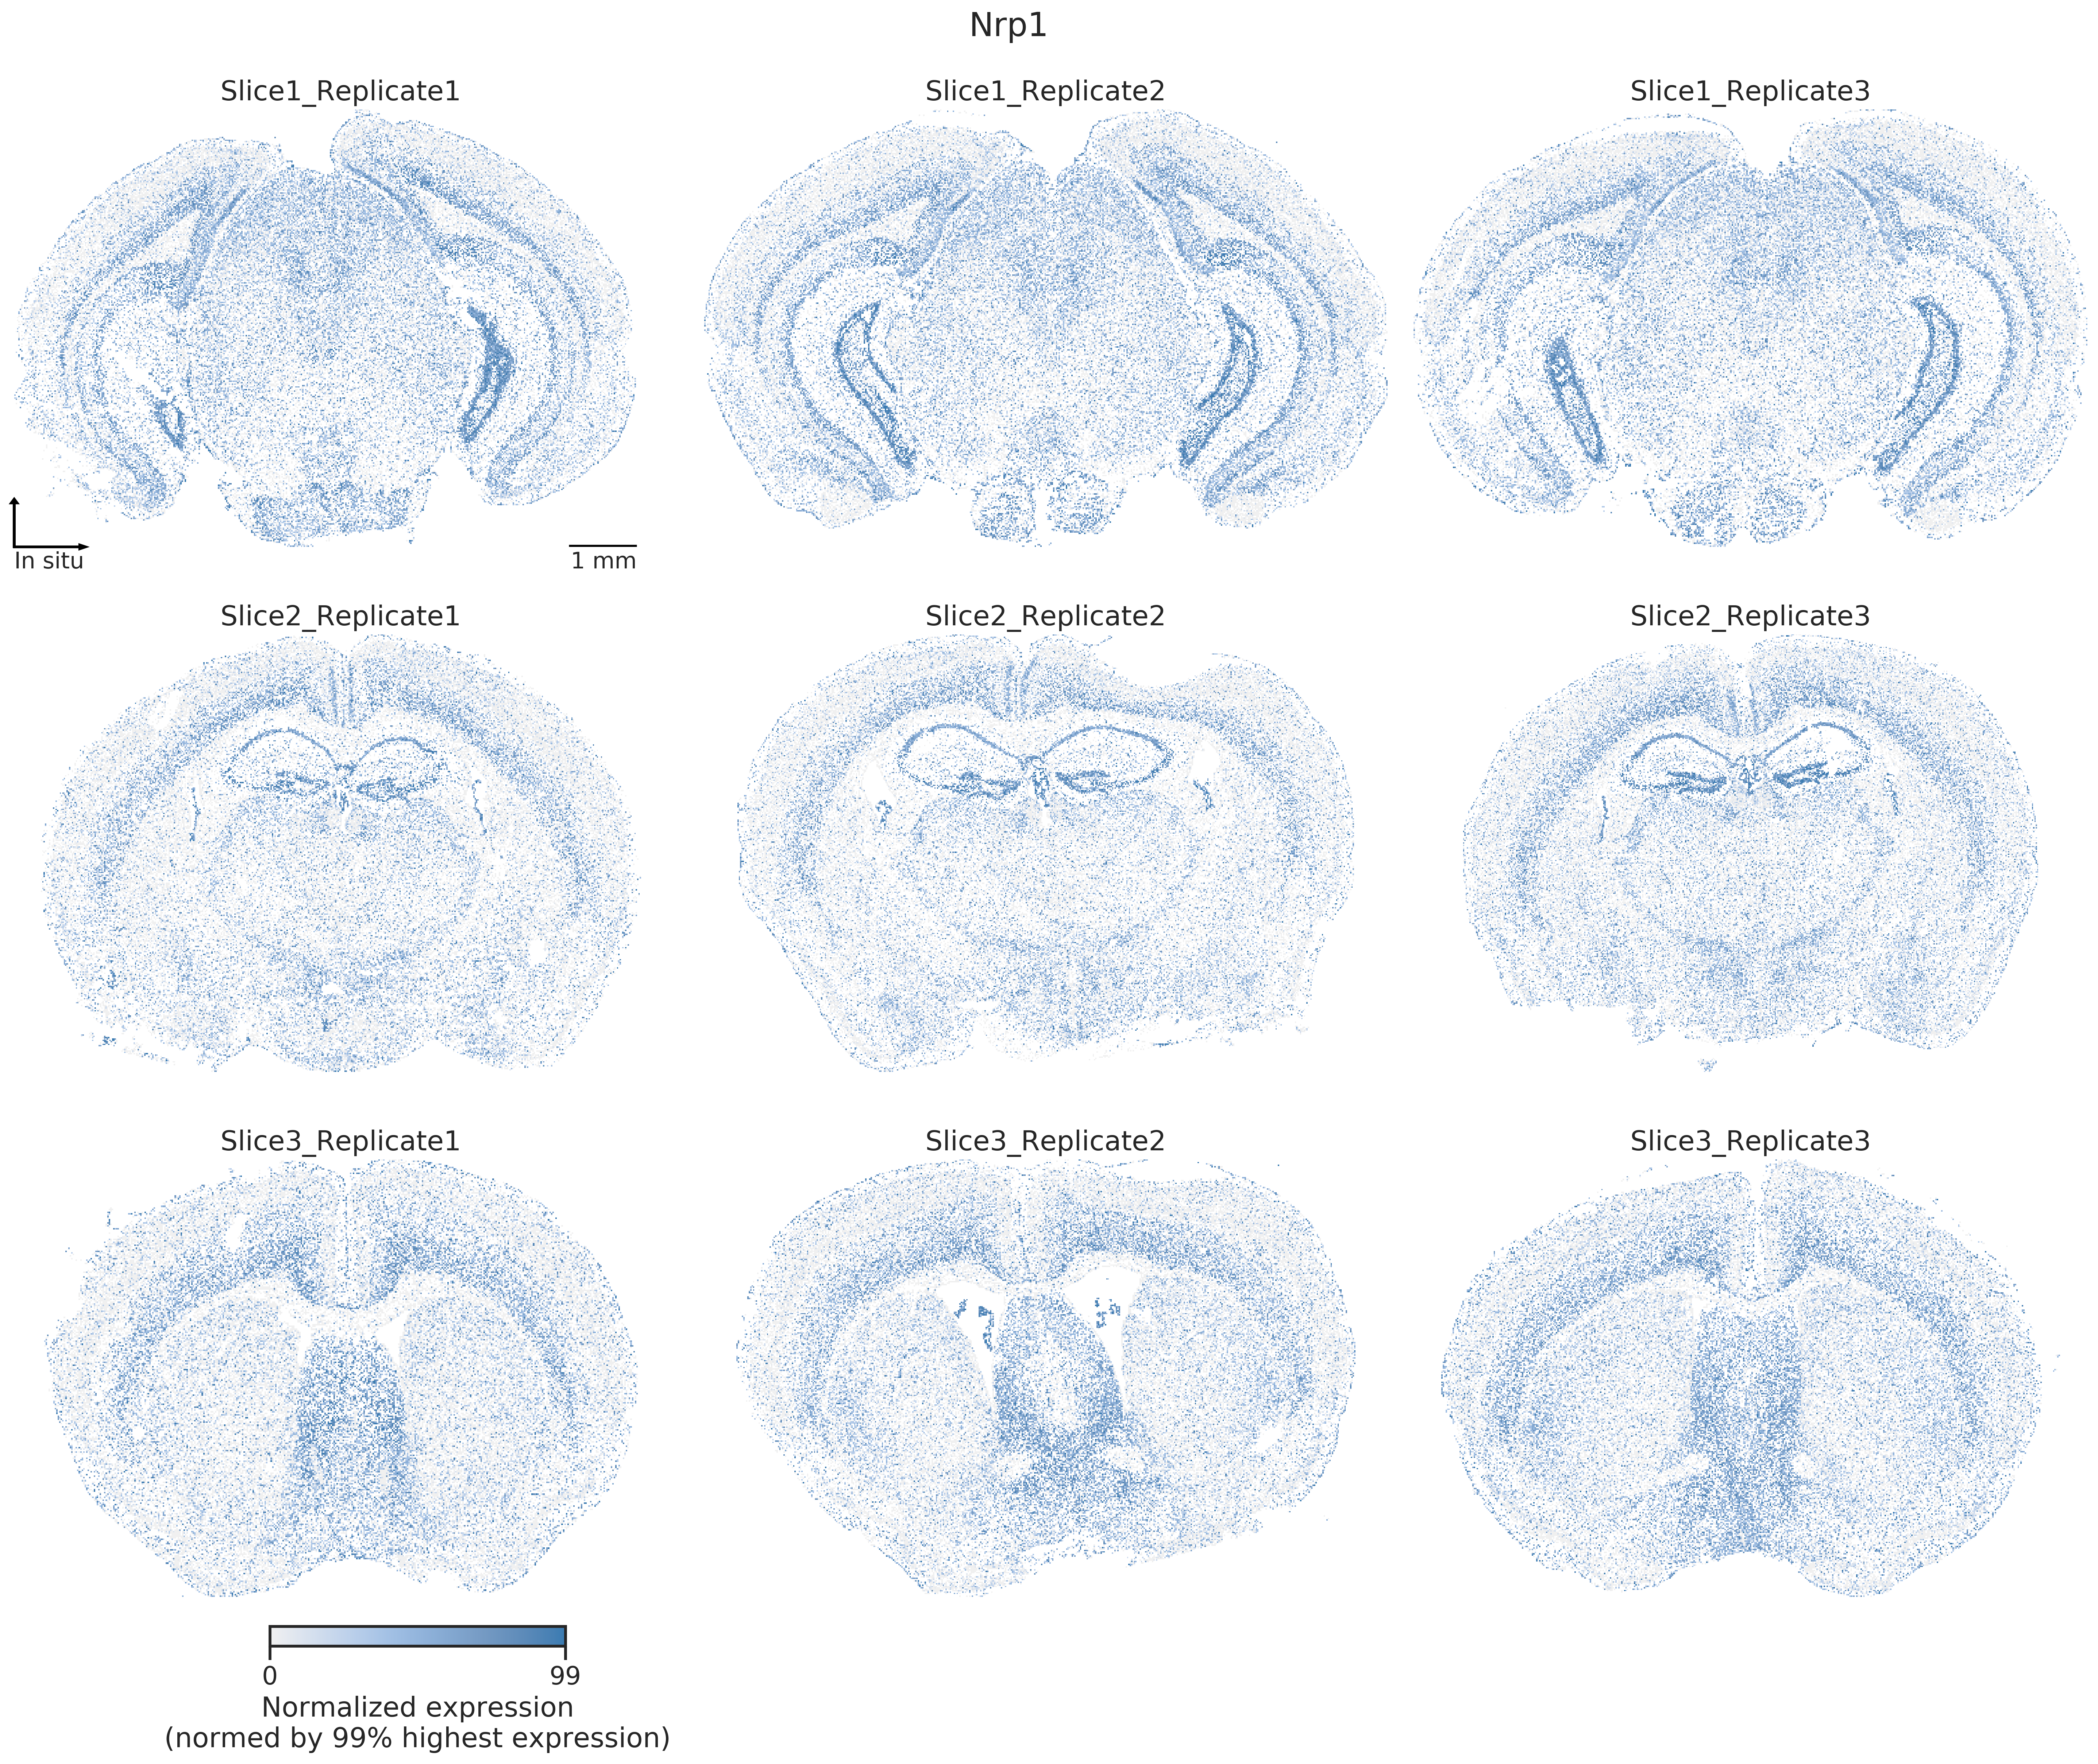 Nrp1
Slice1_Replicate1
Slice1_Replicate2
Slice1_Replicate3
In situ
1 mm
Slice2_Replicate1
Slice2_Replicate2
Slice2_Replicate3
Slice3_Replicate1
Slice3_Replicate2
Slice3_Replicate3
0
99
Normalized expression
(normed by 99% highest expression)